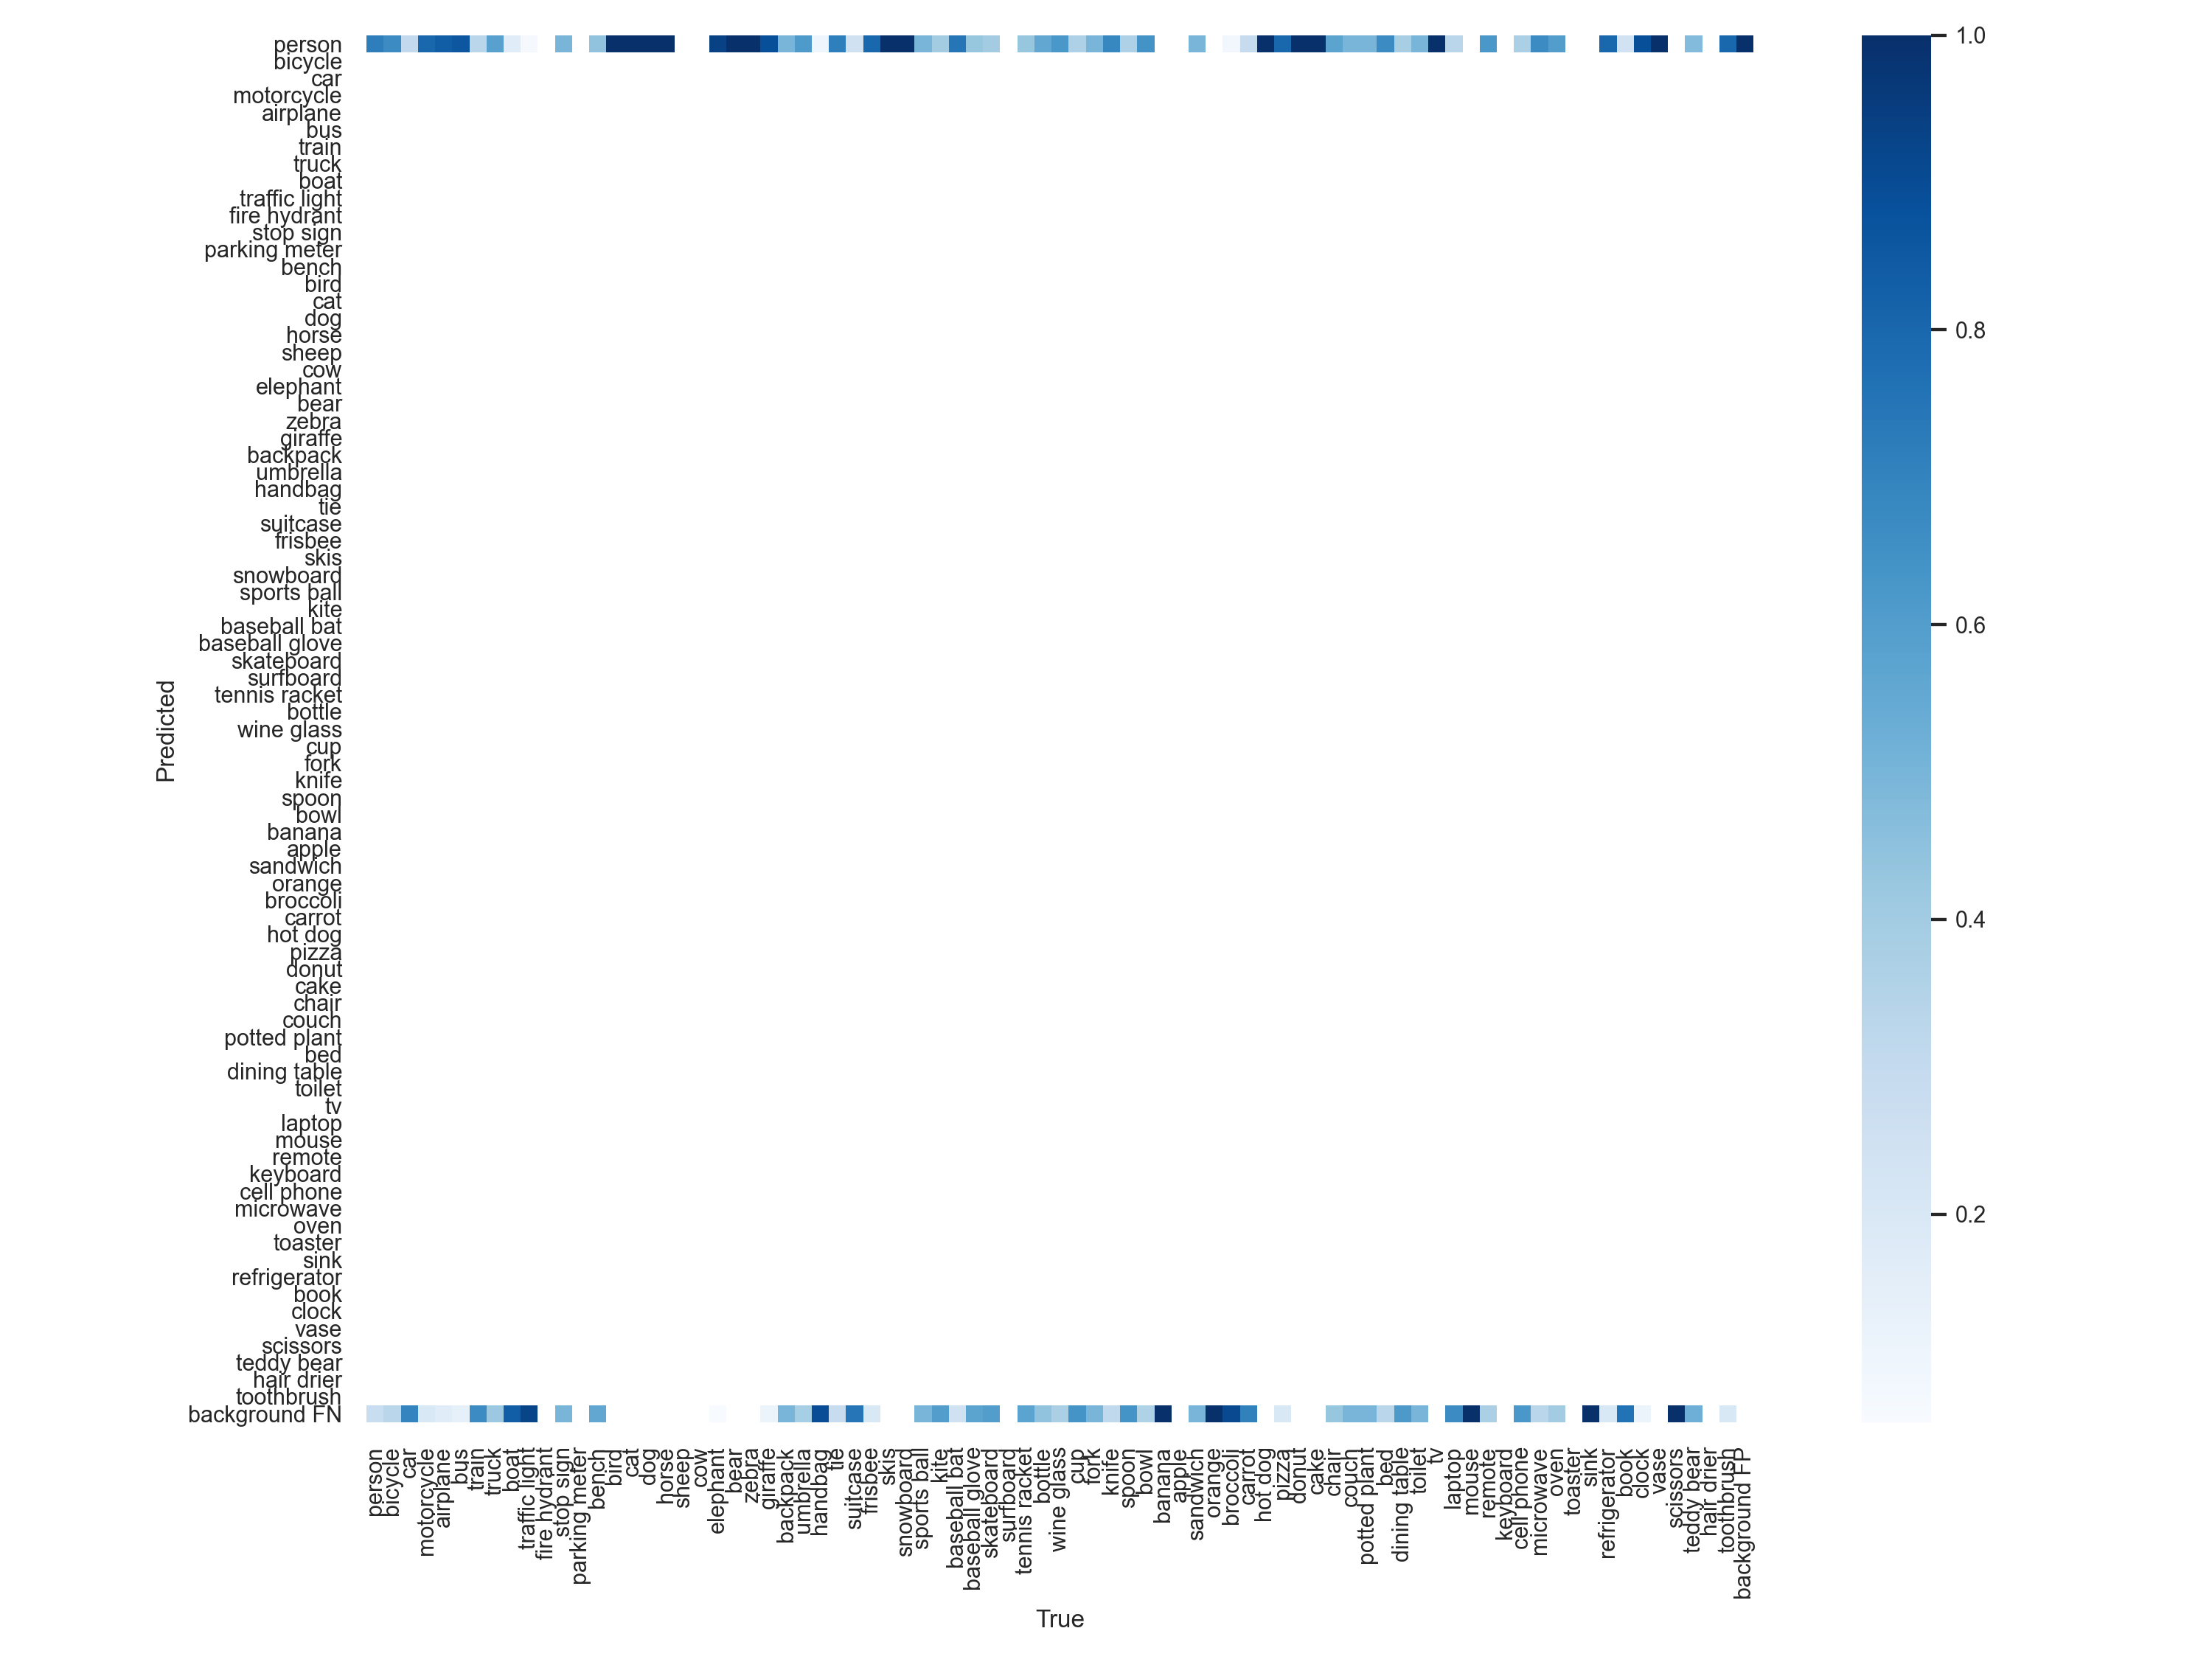 person
bicycle
car
motorcycle
airplane
bus
train
truck
boat
traffic light
fire hydrant
stop sign
parking meter
bench
bird
cat
dog
horse
sheep
cow
elephant
bear
zebra
giraffe
backpack
umbrella
handbag
tie
suitcase
frisbee
skis
snowboard
sports ball
kite
baseball bat
baseball glove
skateboard
surfboard
tennis racket
bottle
wine glass
cup
fork
knife
spoon
bowl
banana
apple
sandwich
orange
broccoli
carrot
hot dog
pizza
donut
cake
chair
couch
potted plant
bed
dining table
toilet
tv
laptop
mouse
remote
keyboard
cell phone
microwave
oven
toaster
sink
refrigerator
book
clock
vase
scissors
teddy bear
hair drier
toothbrush
background FN
Predicted
person
bicycle
car
motorcycle
airplane
bus
train
truck
boat
traffic light
fire hydrant
stop sign
parking meter
bench
bird
cat
dog
horse
sheep
cow
elephant
bear
zebra
giraffe
backpack
umbrella
handbag
tie
suitcase
frisbee
skis
snowboard
sports ball
kite
baseball bat
baseball glove
skateboard
surfboard
tennis racket
bottle
wine glass
cup
fork
knife
spoon
bowl
banana
apple
sandwich
orange
broccoli
carrot
hot dog
pizza
donut
cake
chair
couch
potted plant
bed
dining table
toilet
tv
laptop
mouse
remote
keyboard
cell phone
microwave
oven
toaster
sink
refrigerator
book
clock
vase
scissors
teddy bear
hair drier
toothbrush
background FP
True
1.0
0.8
0.6
0.4
0.2